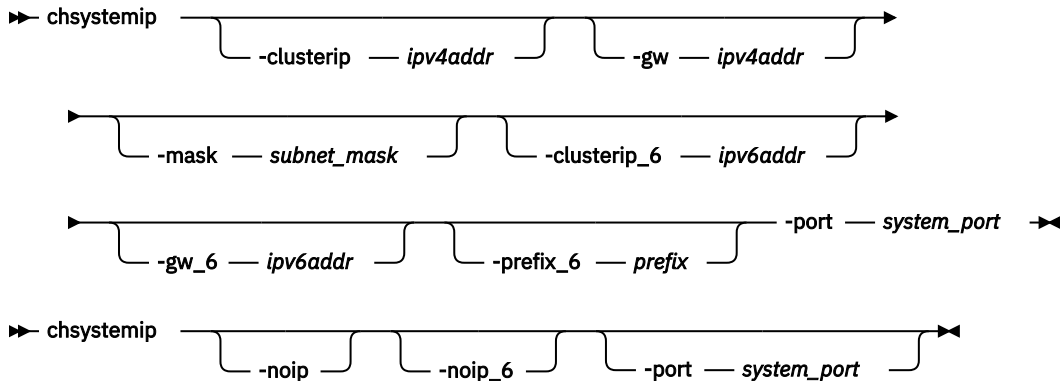 chsystemip
-clusterip ipv4addr -gw ipv4addr
-mask subnet_mask -clusterip_6 ipv6addr
-port system_port
-gw_6 ipv6addr -prefix_6 prefix
chsystemip
-noip -noip_6 -port system_port